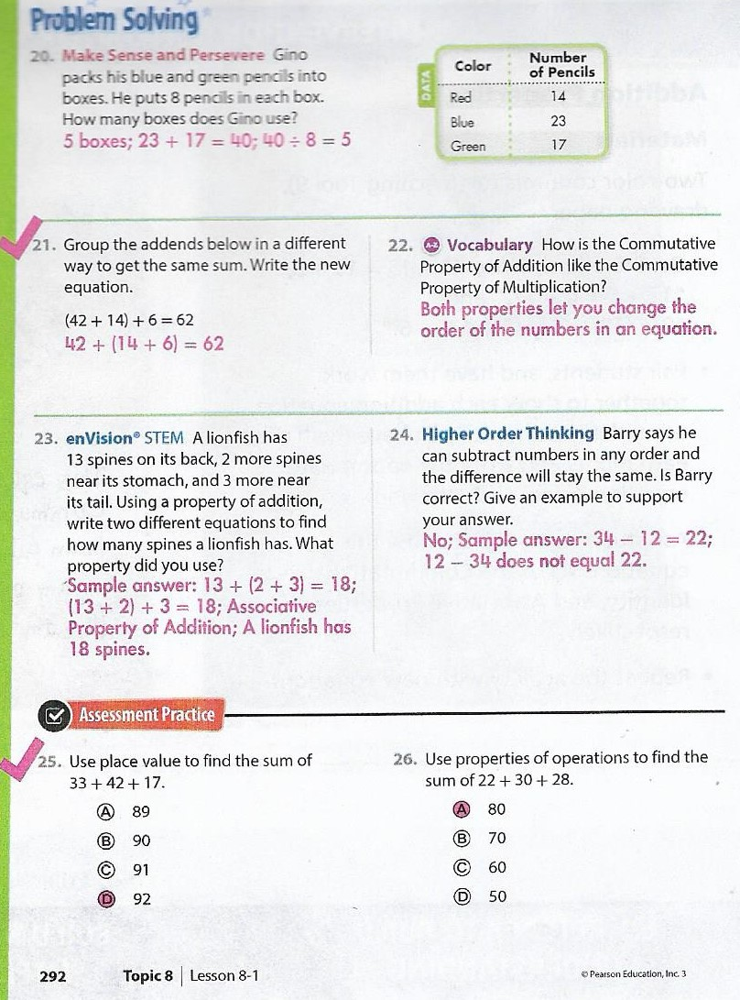 Problem Solving
20. Make Sense and Persevere Gino
packs his blue and green pencils into
boxes. He puts 8 pencils in each box.
How many boxes does Gino use?
5 boxes; 23 + 17 = 40; 40 ÷ 8 = 5
DATA
Color Number of Pencils
Red 14
Blue 23
Green 17
21. Group the addends below in a different
way to get the same sum. Write the new
equation.
(42 + 14) + 6 = 62
42 + (14 + 6) = 62
22. A-Z Vocabulary How is the Commutative
Property of Addition like the Commutative
Property of Multiplication?
Both properties let you change the
order of the numbers in an equation.
23. enVision® STEM A lionfish has
13 spines on its back, 2 more spines
near its stomach, and 3 more near
its tail. Using a property of addition,
write two different equations to find
how many spines a lionfish has. What
property did you use?
Sample answer: 13 + (2 + 3) = 18;
(13 + 2) + 3 = 18; Associative
Property of Addition; A lionfish has
18 spines.
24. Higher Order Thinking Barry says he
can subtract numbers in any order and
the difference will stay the same. Is Barry
correct? Give an example to support
your answer.
No; Sample answer: 34 − 12 = 22;
12 − 34 does not equal 22.
Assessment Practice
25. Use place value to find the sum of
33 + 42 + 17.
A 89
B 90
C 91
D 92
26. Use properties of operations to find the
sum of 22 + 30 + 28.
A 80
B 70
C 60
D 50
292 Topic 8 | Lesson 8-1
© Pearson Education, Inc. 3